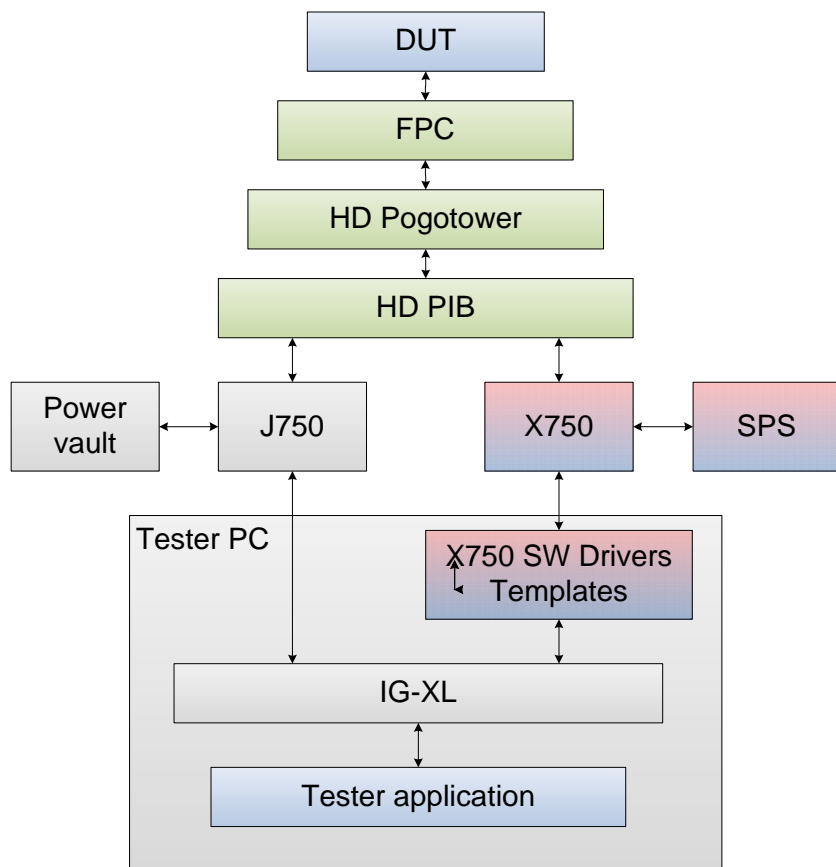 DUT
FPC
HD Pogotower
HD PIB
Power
vault
J750
X750
SPS
Tester PC
X750 SW Drivers
Templates
IG-XL
Tester application